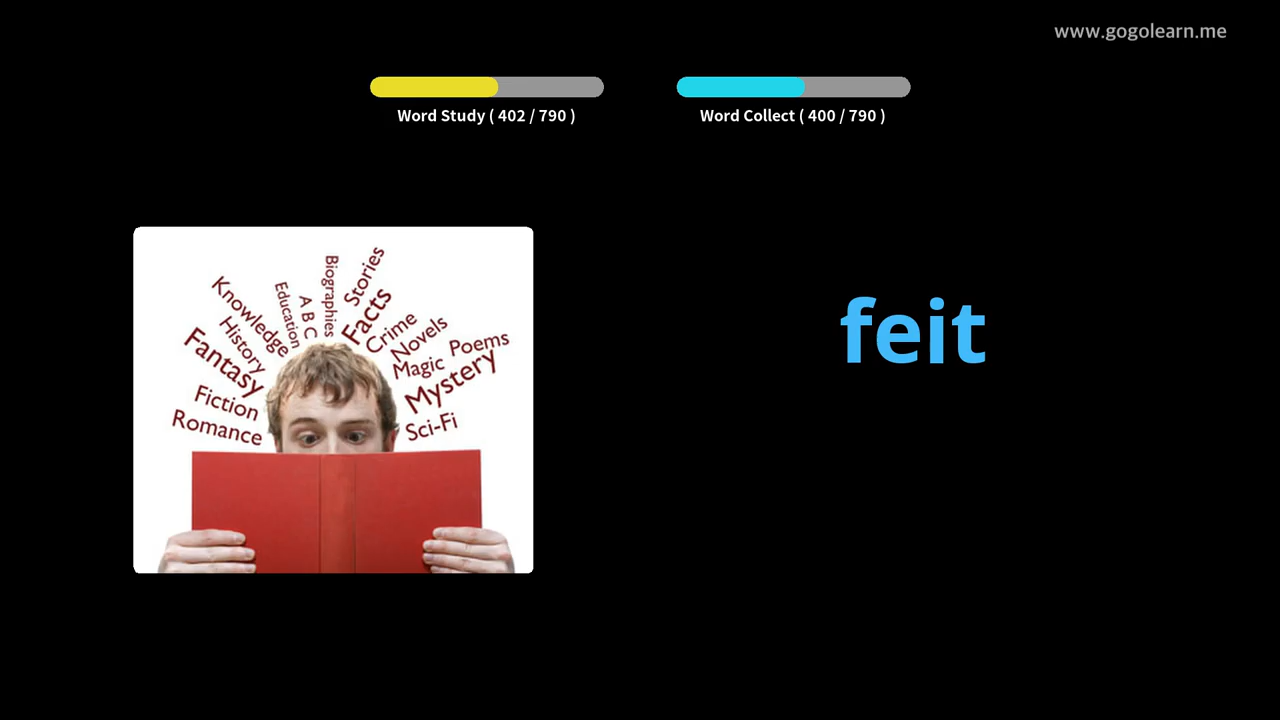 www.gogolearn.me
Word Study ( 402 / 790 )
Word Collect ( 400 / 790 )
feit
Stories
Biographies
Facts
A B C
Education
Knowledge
Crime
Novels
History
Poems
Fantasy
Magic
Mystery
Fiction
Sci-Fi
Romance